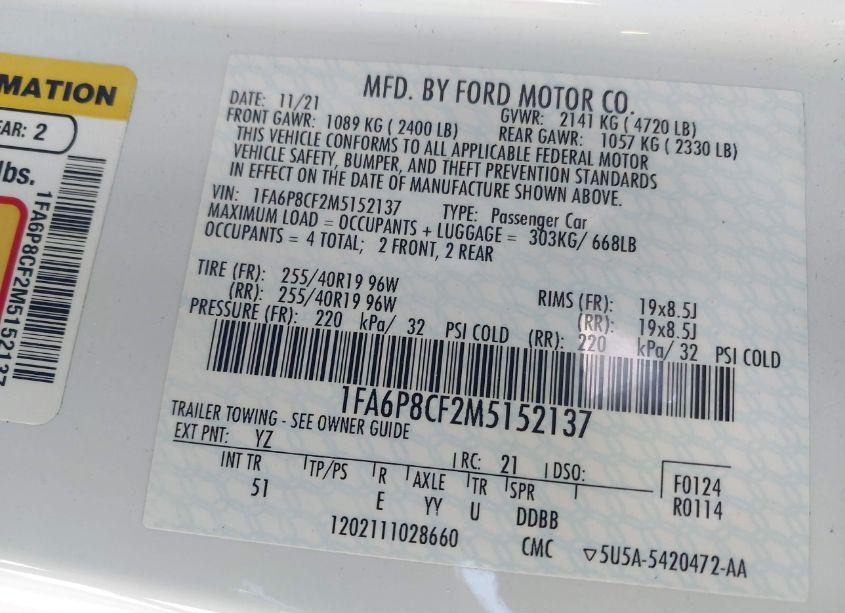 MATION
EAR: 2
lbs.
1FA6P8CF2M5152137
MFD. BY FORD MOTOR CO.
DATE: 11/21 GVWR: 2141 KG ( 4720 LB)
FRONT GAWR: 1089 KG ( 2400 LB) REAR GAWR: 1057 KG ( 2330 LB)
THIS VEHICLE CONFORMS TO ALL APPLICABLE FEDERAL MOTOR
VEHICLE SAFETY, BUMPER, AND THEFT PREVENTION STANDARDS
IN EFFECT ON THE DATE OF MANUFACTURE SHOWN ABOVE.
VIN: 1FA6P8CF2M5152137 TYPE: Passenger Car
MAXIMUM LOAD = OCCUPANTS + LUGGAGE = 303KG/ 668LB
OCCUPANTS = 4 TOTAL; 2 FRONT, 2 REAR
TIRE (FR): 255/40R19 96W RIMS (FR): 19x8.5J
(RR): 255/40R19 96W (RR): 19x8.5J
PRESSURE (FR): 220 kPa/ 32 PSI COLD (RR): 220 kPa/ 32 PSI COLD
1FA6P8CF2M5152137
TRAILER TOWING - SEE OWNER GUIDE
EXT PNT: YZ RC: 21 DSO:
INT TR TP/PS R AXLE TR SPR F0124
51 E YY U DDBB R0114
1202111028660 CMC ▽5U5A-5420472-AA